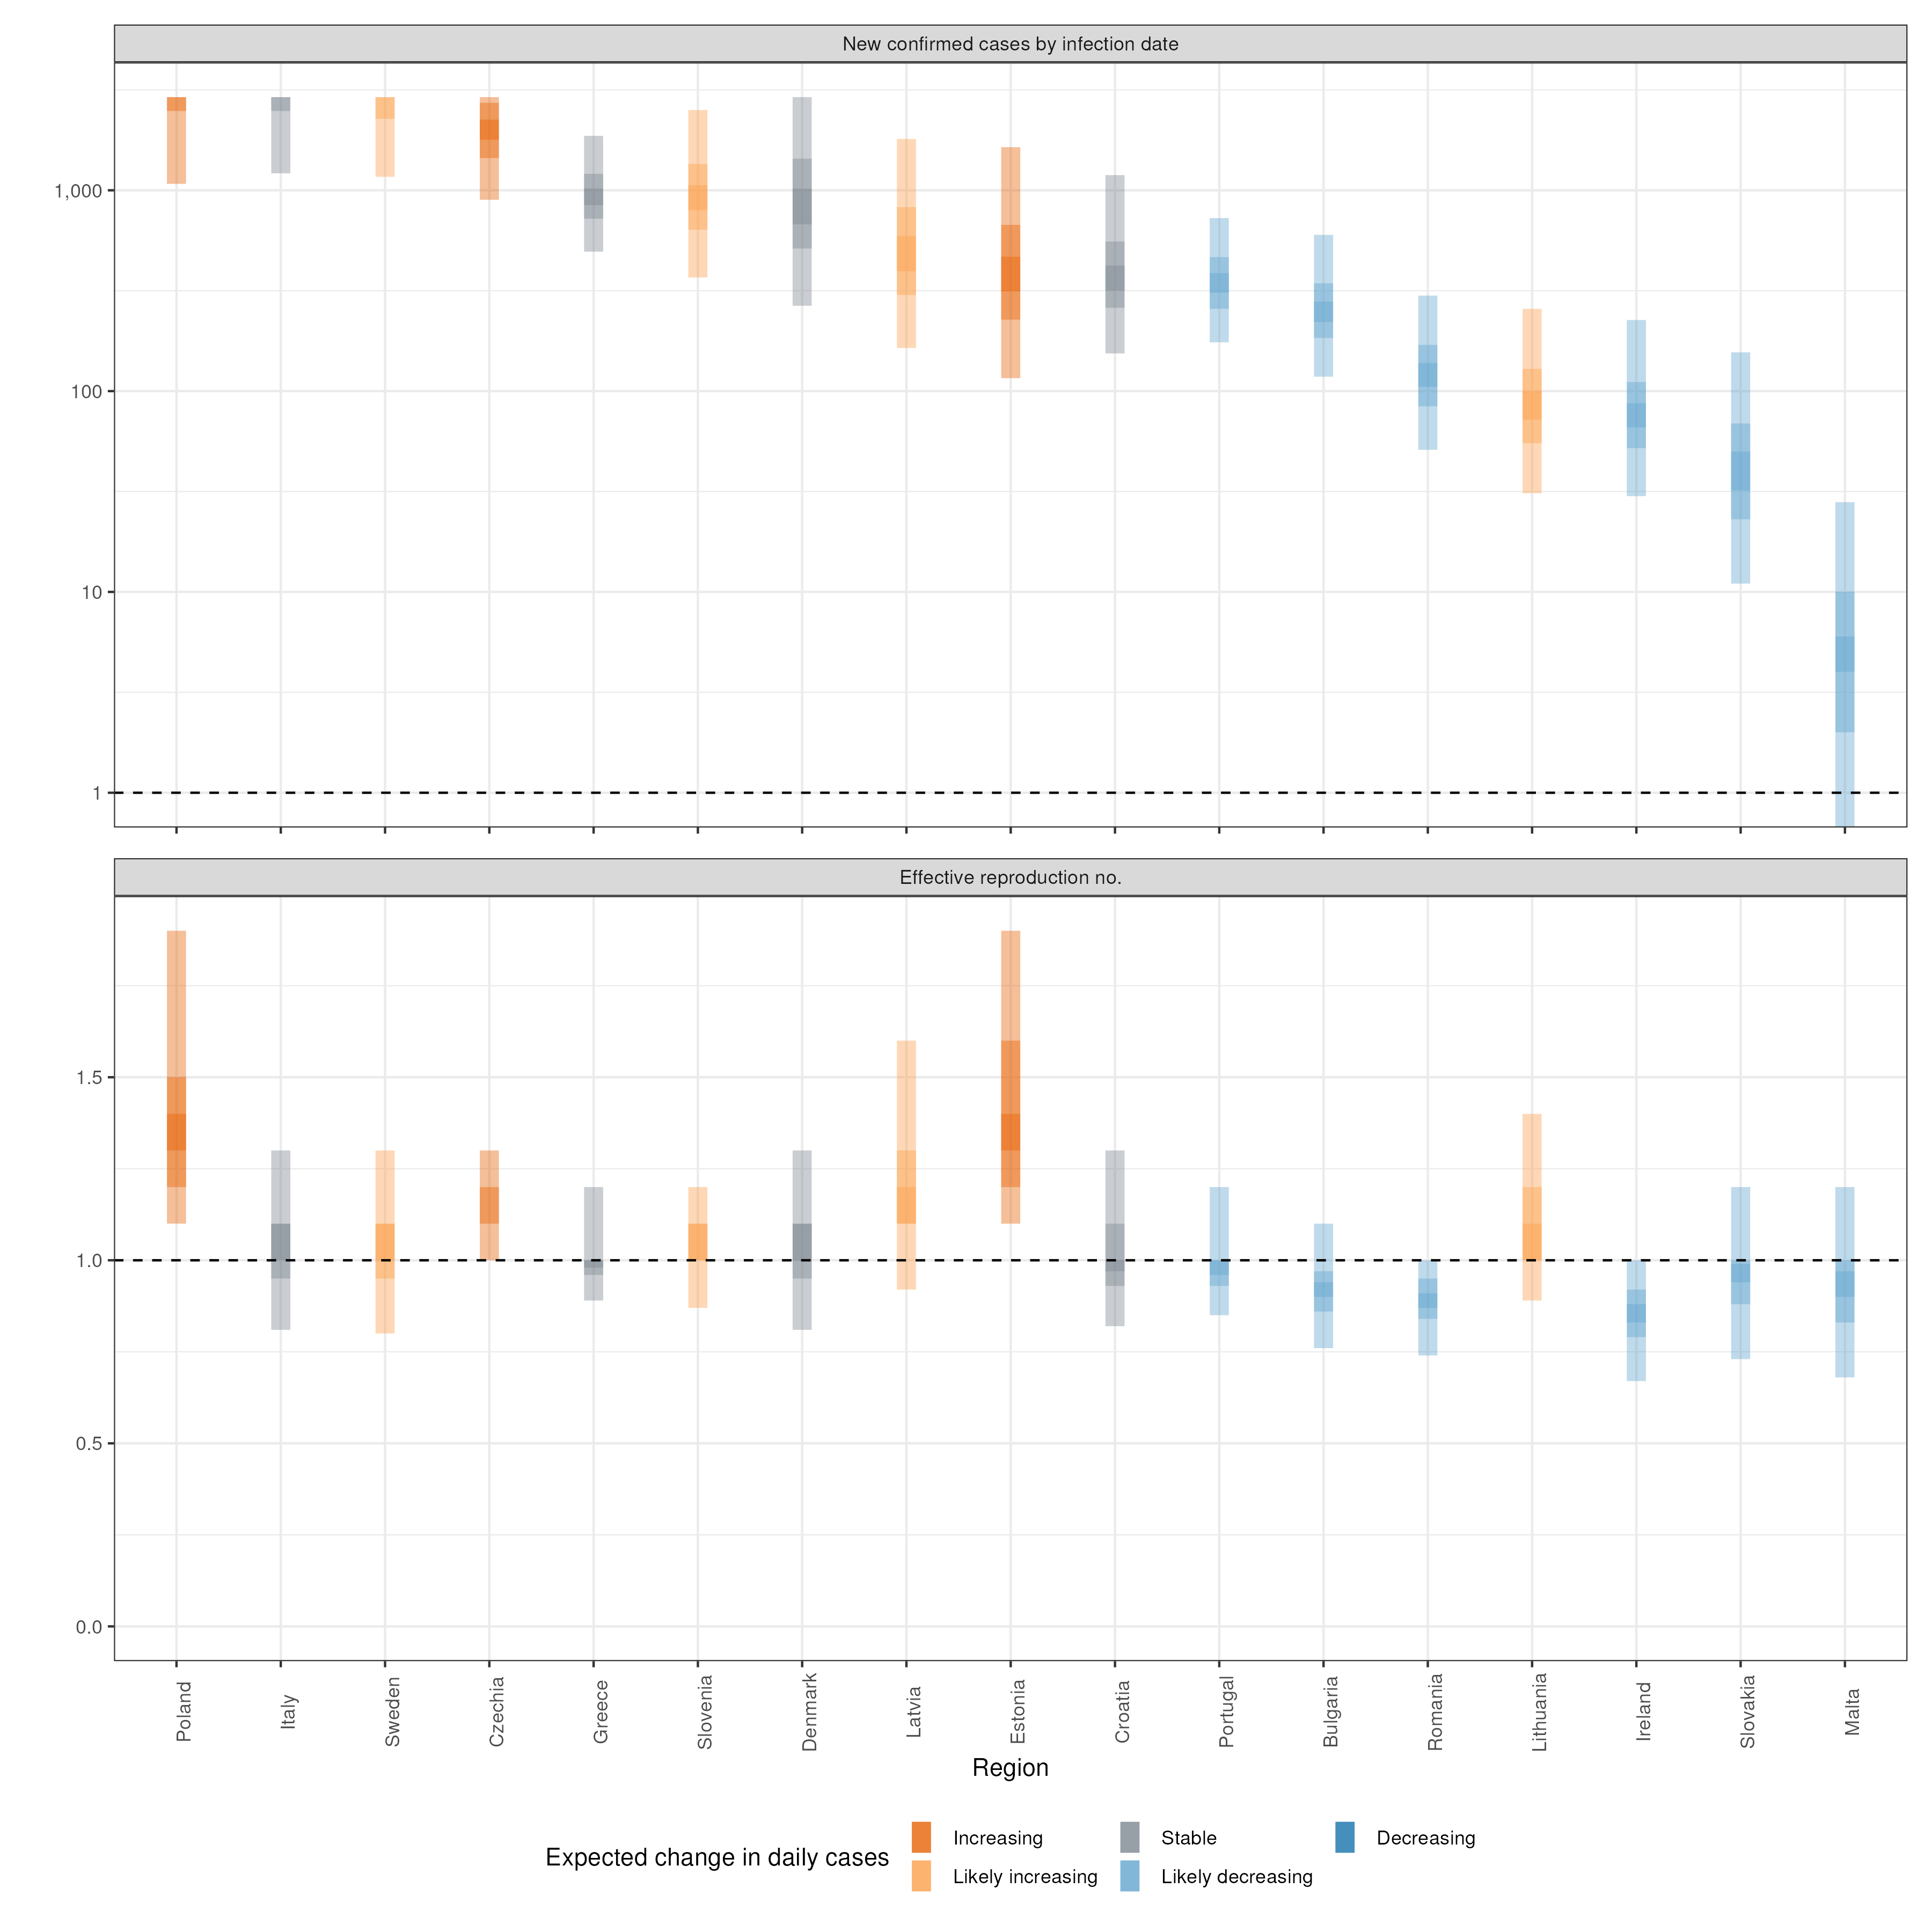 New confirmed cases by infection date
1,000
100
10
1
Effective reproduction no.
1.5
1.0
0.5
0.0
Poland
Italy
Sweden
Czechia
Greece
Slovenia
Denmark
Latvia
Estonia
Croatia
Portugal
Bulgaria
Romania
Lithuania
Ireland
Slovakia
Malta
Region
Expected change in daily cases
Increasing
Stable
Decreasing
Likely increasing
Likely decreasing